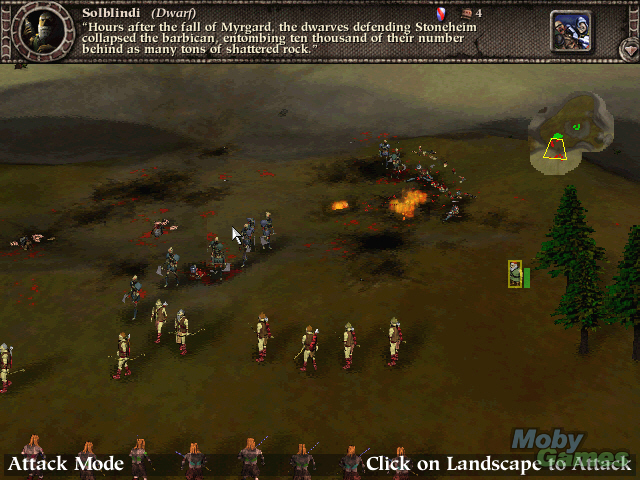 Solblindi (Dwarf)
4
"Hours after the fall of Myrgard, the dwarves defending Stoneheim
collapsed the barbican, entombing ten thousand of their number
behind as many tons of shattered rock."
Moby
Games
Attack Mode
Click on Landscape to Attack